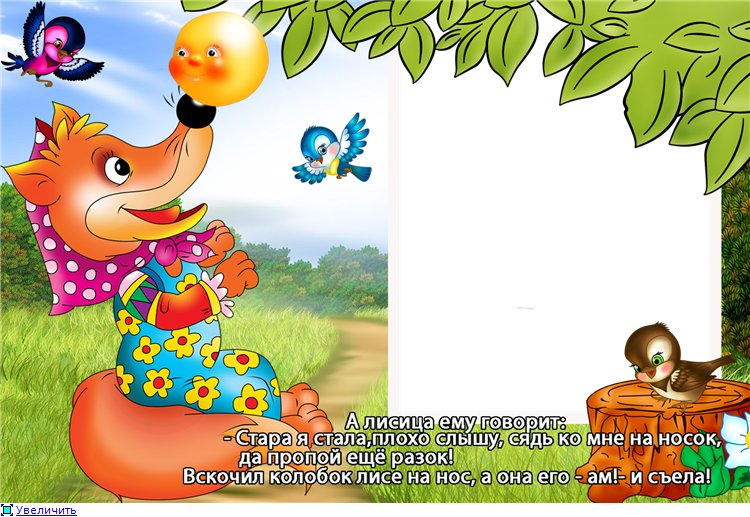 А лисица ему говорит:
- Стара я стала,плохо слышу, сядь ко мне на носок,
да пропой ещё разок!
Вскочил колобок лисе на нос, а она его - ам!- и съела!
Увеличить